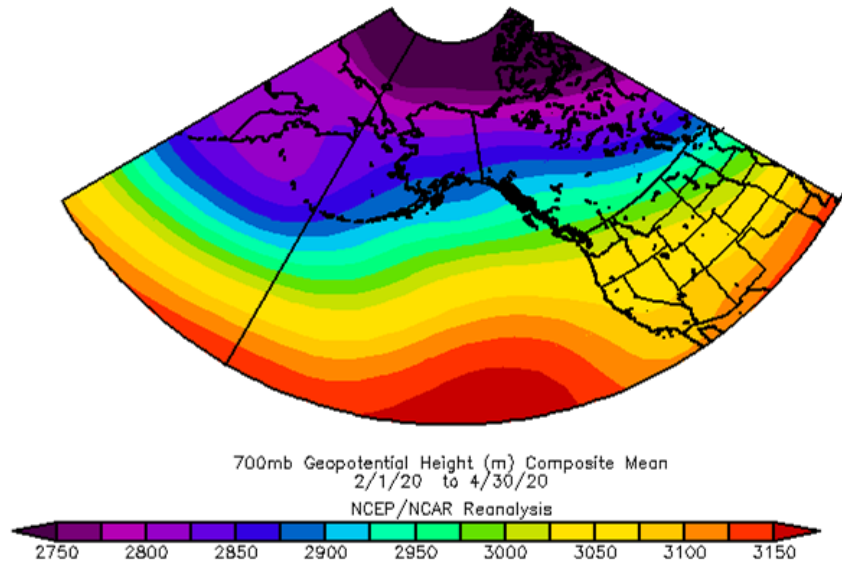 700mb Geopotential Height (m) Composite Mean
2/1/20 to 4/30/20
NCEP/NCAR Reanalysis
2750 2800 2850 2900 2950 3000 3050 3100 3150